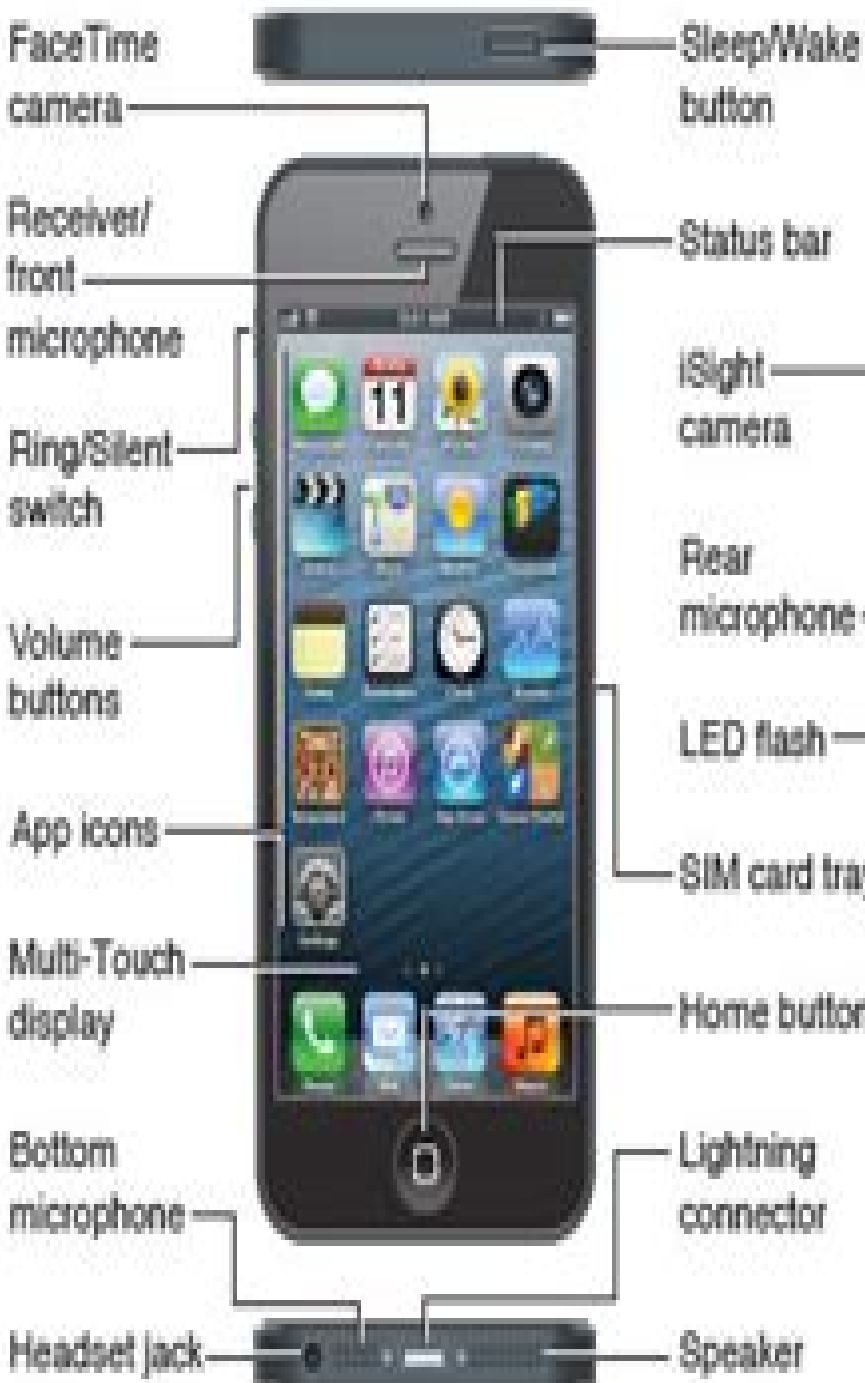 FaceTime
camera
Receiver/
front
microphone
Ring/Silent
switch
Volume
buttons
App icons
Multi-Touch
display
Bottom
microphone
Headset jack
Sleep/Wake
button
Status bar
iSight
camera
Rear
microphone
LED flash
SIM card tray
Home button
Lightning
connector
Speaker
11